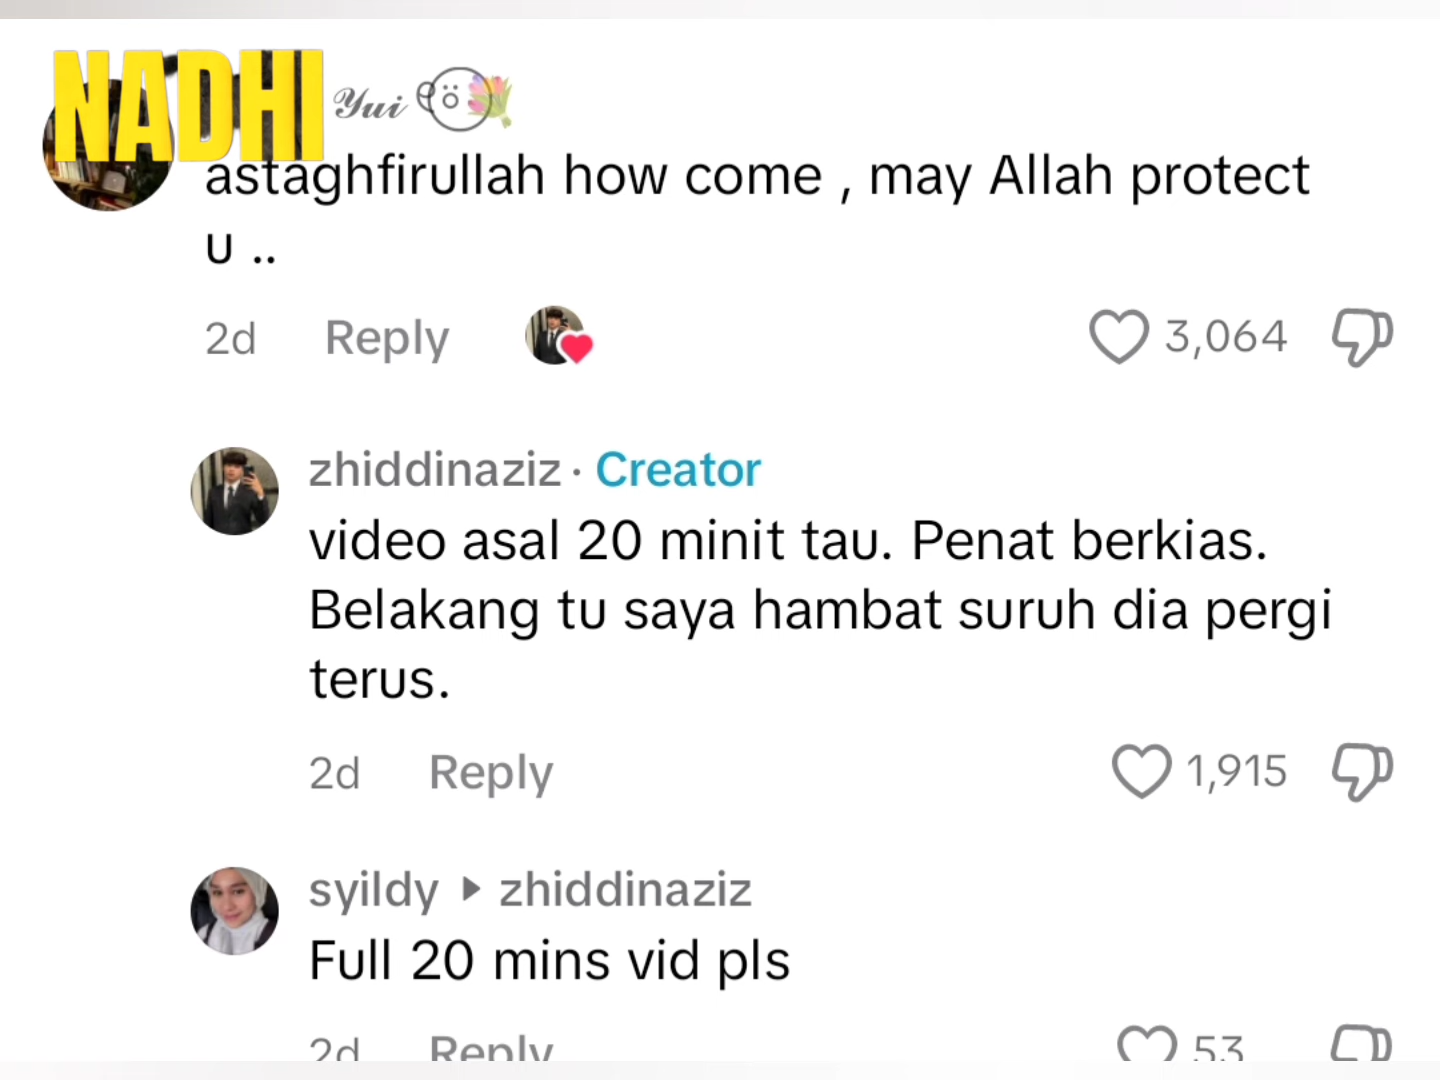 NADHI
𝒴𝓊𝒾
astaghfirullah how come , may Allah protect
u ..
2d Reply 3,064
zhiddinaziz · Creator
video asal 20 minit tau. Penat berkias.
Belakang tu saya hambat suruh dia pergi
terus.
2d Reply 1,915
syildy ▸ zhiddinaziz
Full 20 mins vid pls
2d Reply 53